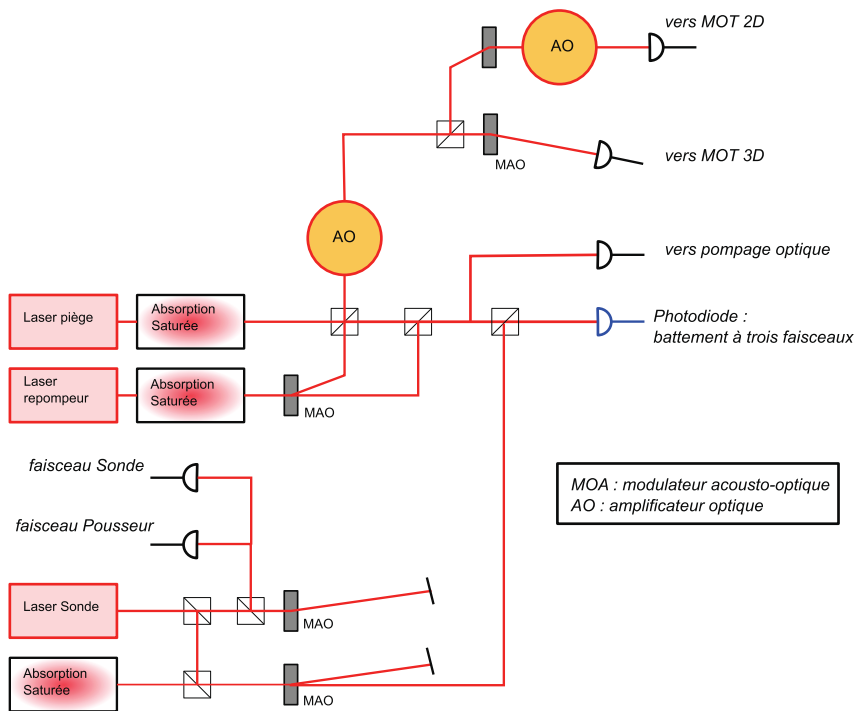 vers MOT 2D
AO
vers MOT 3D
MAO
AO
vers pompage optique
Laser piège
Absorption
Saturée
Photodiode :
battement à trois faisceaux
Laser
repompeur
Absorption
Saturée
MAO
faisceau Sonde
faisceau Pousseur
MOA : modulateur acousto-optique
AO : amplificateur optique
Laser Sonde
MAO
Absorption
Saturée
MAO